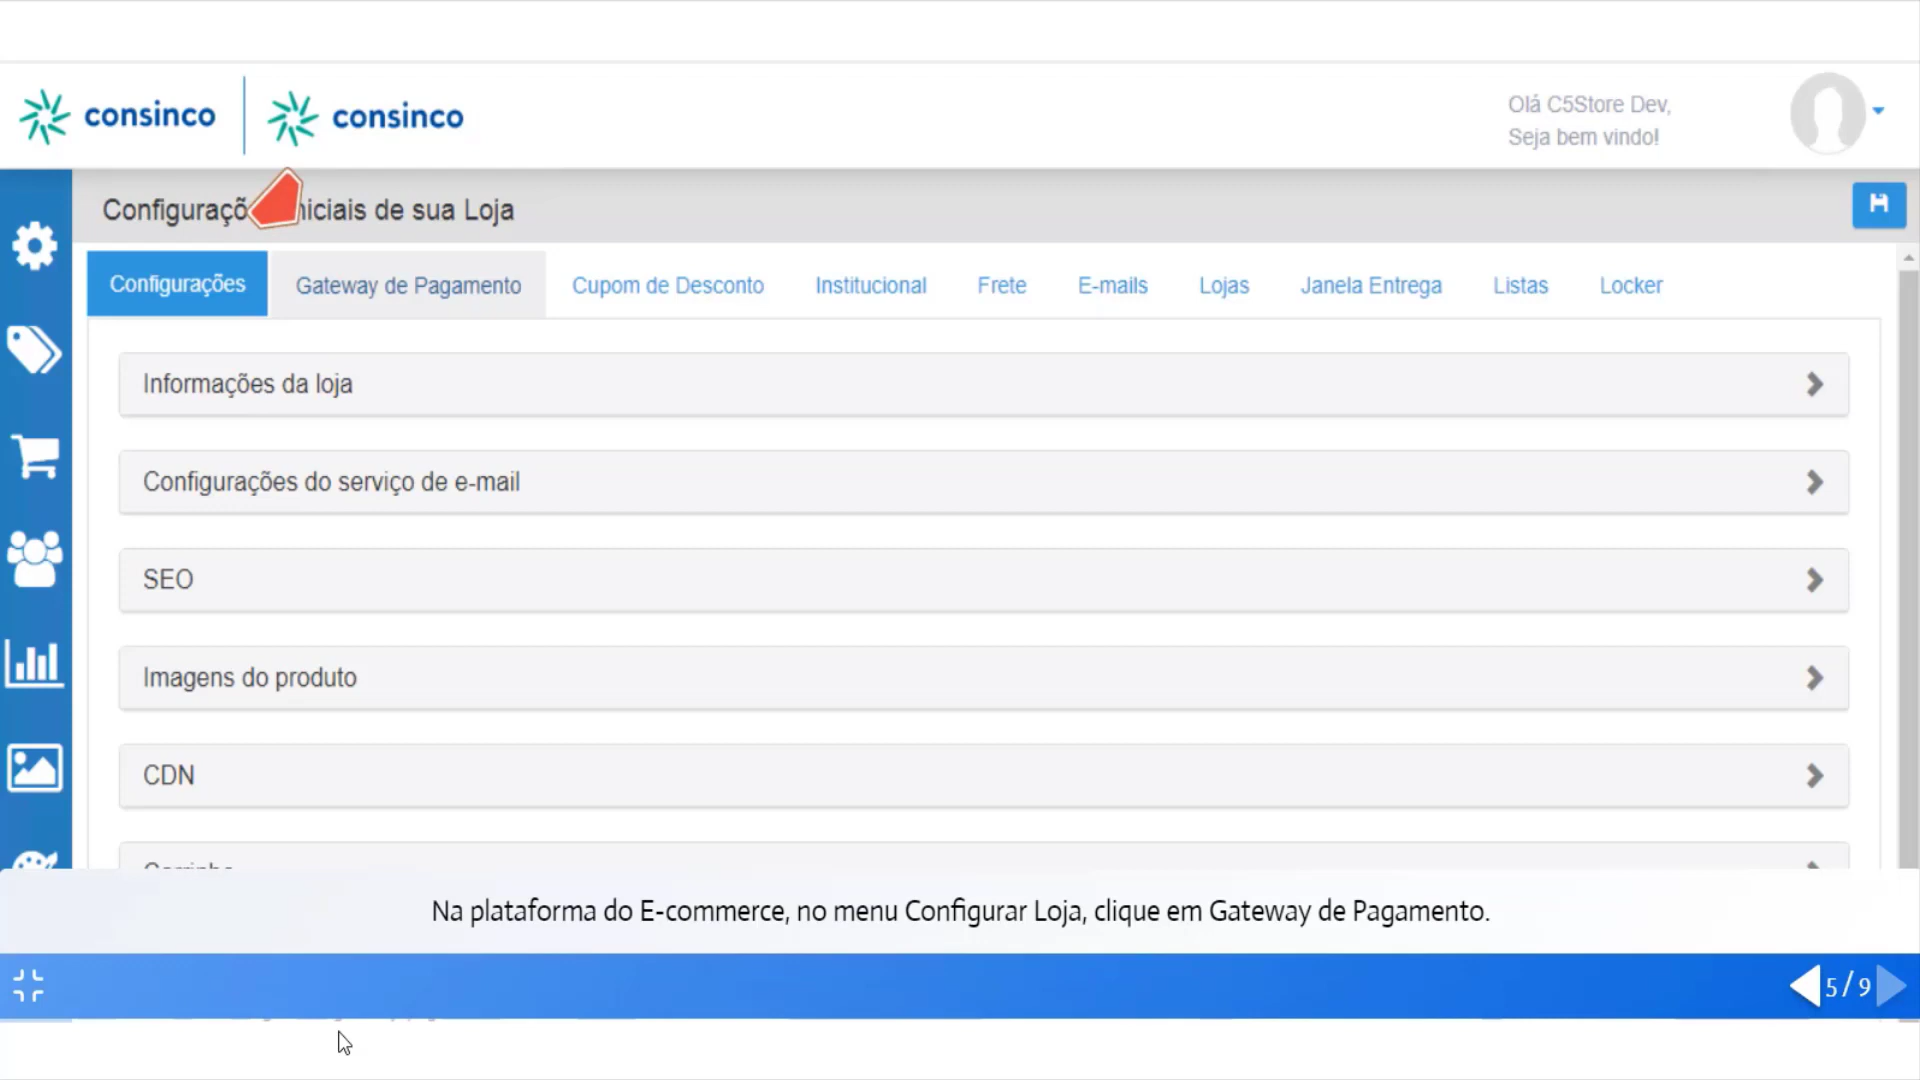 consinco
consinco
Olá C5Store Dev,
Seja bem vindo!
Configuraçõ niciais de sua Loja
Configurações
Gateway de Pagamento
Cupom de Desconto
Institucional
Frete
E-mails
Lojas
Janela Entrega
Listas
Locker
Informações da loja
Configurações do serviço de e-mail
SEO
Imagens do produto
CDN
Na plataforma do E-commerce, no menu Configurar Loja, clique em Gateway de Pagamento.
5 / 9